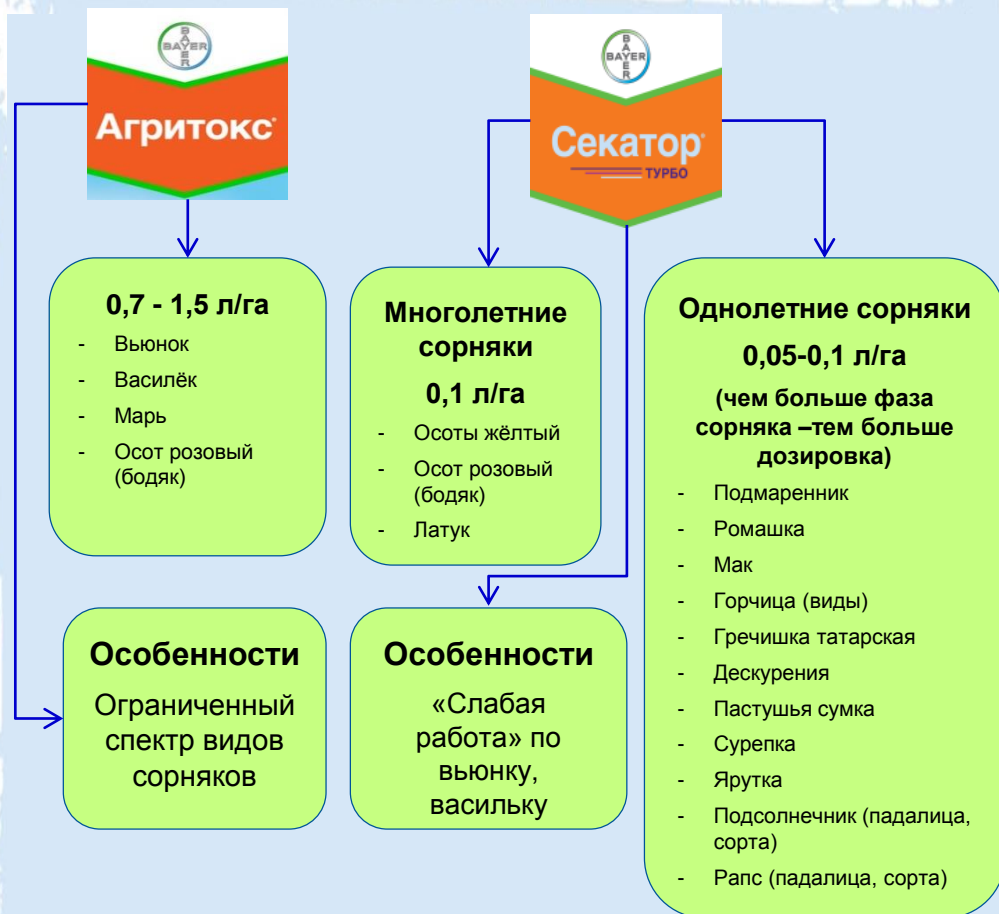 BAYER
BAYER
Агритокс
0,7 - 1,5 л/га
- Вьюнок
- Василёк
- Марь
- Осот розовый
(бодяк)
Особенности
Ограниченный
спектр видов
сорняков
BAYER
BAYER
Секатор
ТУРБО
Многолетние
сорняки
0,1 л/га
- Осоты жёлтый
- Осот розовый
(бодяк)
- Латук
Особенности
«Слабая
работа» по
вьюнку,
васильку
Однолетние сорняки
0,05-0,1 л/га
(чем больше фаза
сорняка –тем больше
дозировка)
- Подмаренник
- Ромашка
- Мак
- Горчица (виды)
- Гречишка татарская
- Дескурения
- Пастушья сумка
- Сурепка
- Ярутка
- Подсолнечник (падалица,
сорта)
- Рапс (падалица, сорта)